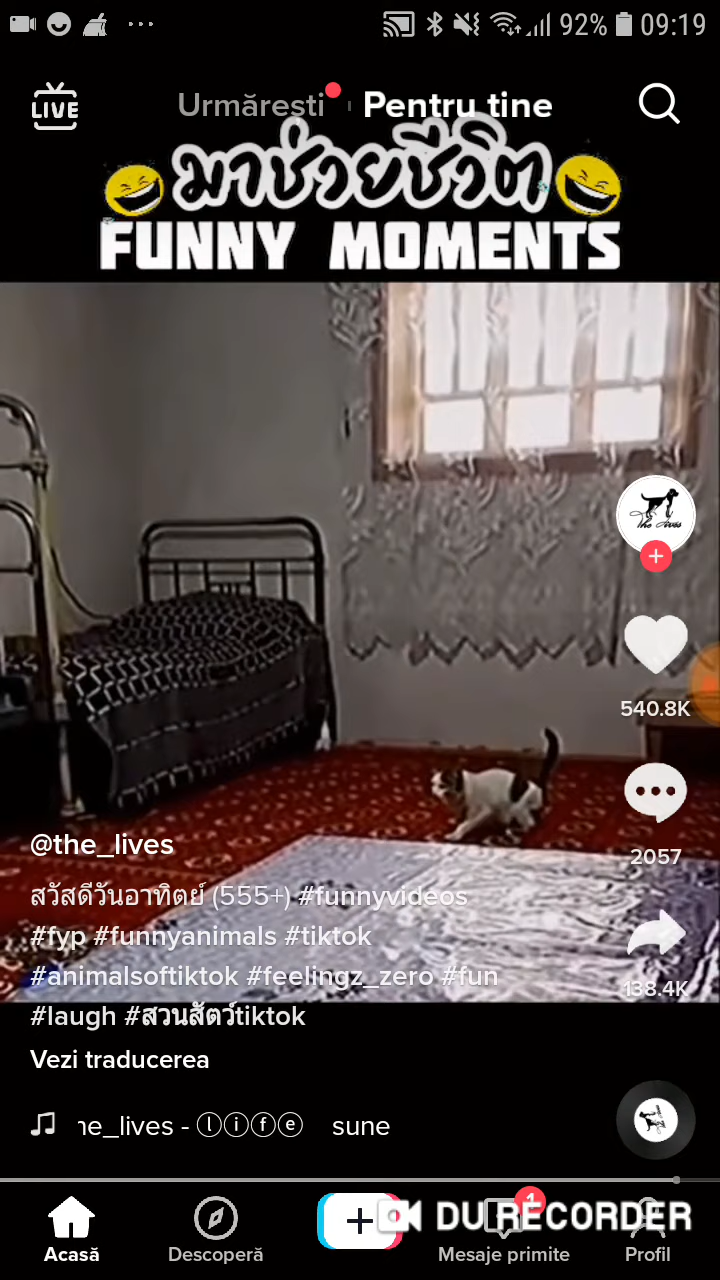 92% 09:19
LIVE Urmărești Pentru tine
มาช่วยชีวิต
FUNNY MOMENTS
The lives
540.8K
2057
138.4K
@the_lives
สวัสดีวันอาทิตย์ (555+) #funnyvideos
#fyp #funnyanimals #tiktok
#animalsoftiktok #feelingz_zero #fun
#laugh #สวนสัตว์tiktok
Vezi traducerea
he_lives - ⓛⓘⓕⓔ sune
DU RECORDER
1
Acasă Descoperă Mesaje primite Profil